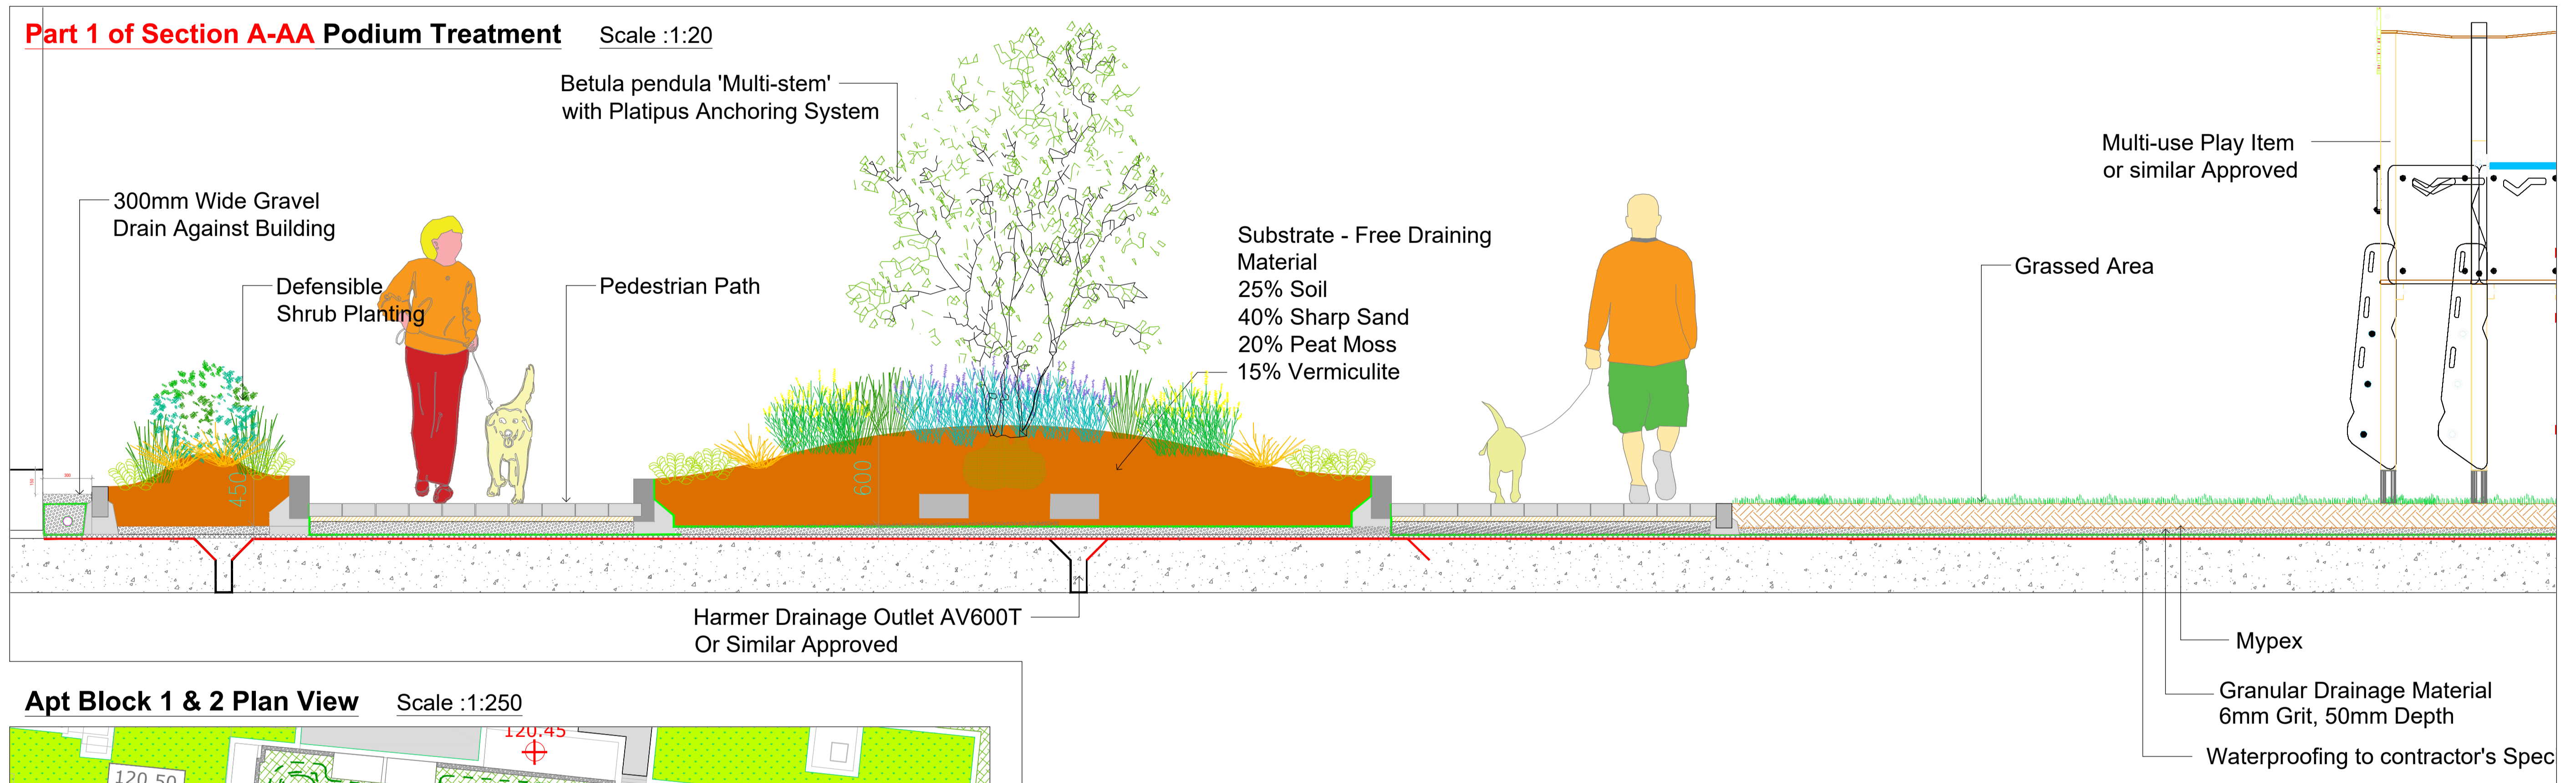 Part 1 of Section A-AA Podium Treatment Scale :1:20
Betula pendula 'Multi-stem'
with Platipus Anchoring System
Multi-use Play Item
or similar Approved
300mm Wide Gravel
Drain Against Building
Substrate - Free Draining
Material
25% Soil
40% Sharp Sand
20% Peat Moss
15% Vermiculite
Grassed Area
Defensible
Shrub Planting
Pedestrian Path
300
150
450
600
Harmer Drainage Outlet AV600T
Or Similar Approved
Mypex
Granular Drainage Material
6mm Grit, 50mm Depth
Waterproofing to contractor's Spec
Apt Block 1 & 2 Plan View Scale :1:250
120.45
120.50